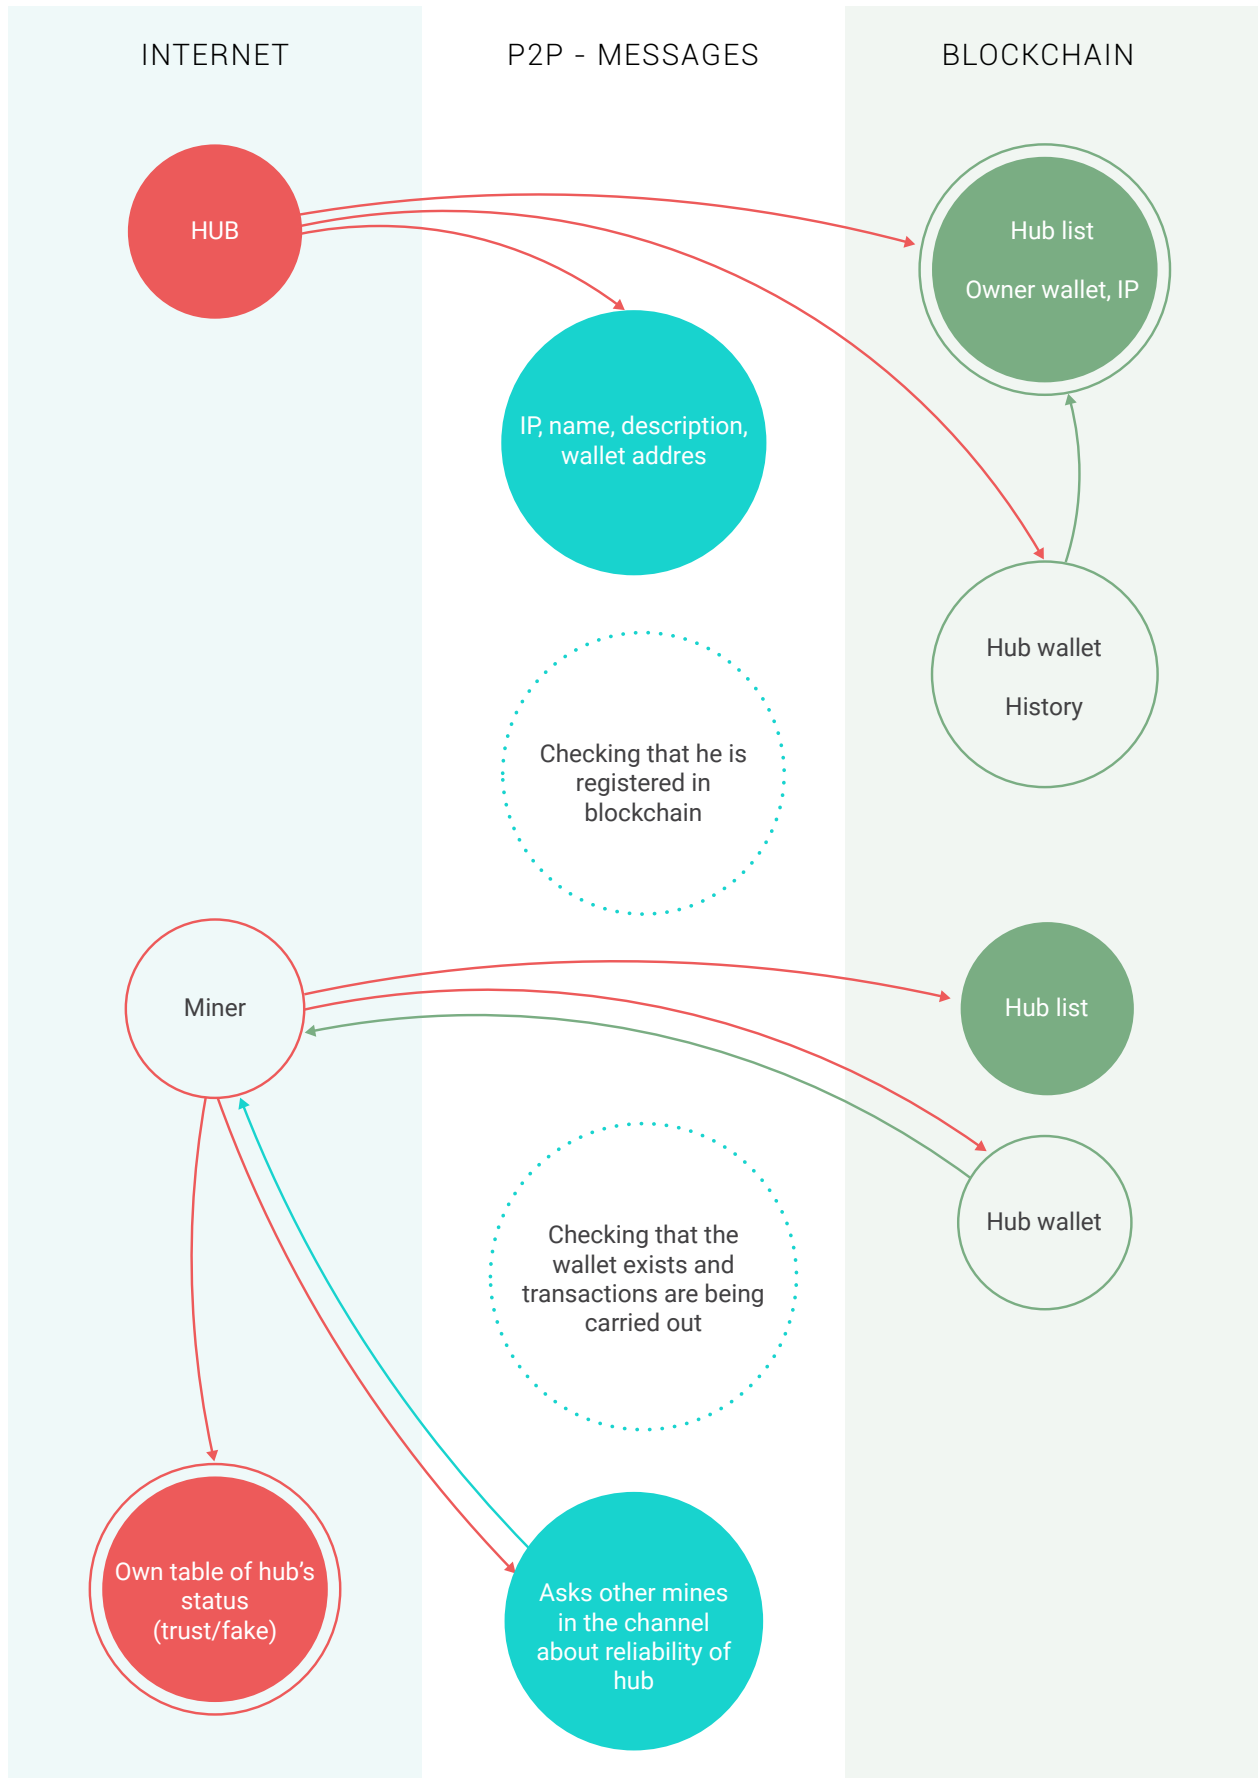 INTERNET
P2P - MESSAGES
BLOCKCHAIN
HUB
Hub list
Owner wallet, IP
IP, name, description,
wallet addres
Hub wallet
History
Checking that he is
registered in
blockchain
Miner
Hub list
Hub wallet
Checking that the
wallet exists and
transactions are being
carried out
Own table of hub's
status
(trust/fake)
Asks other mines
in the channel
about reliability of
hub